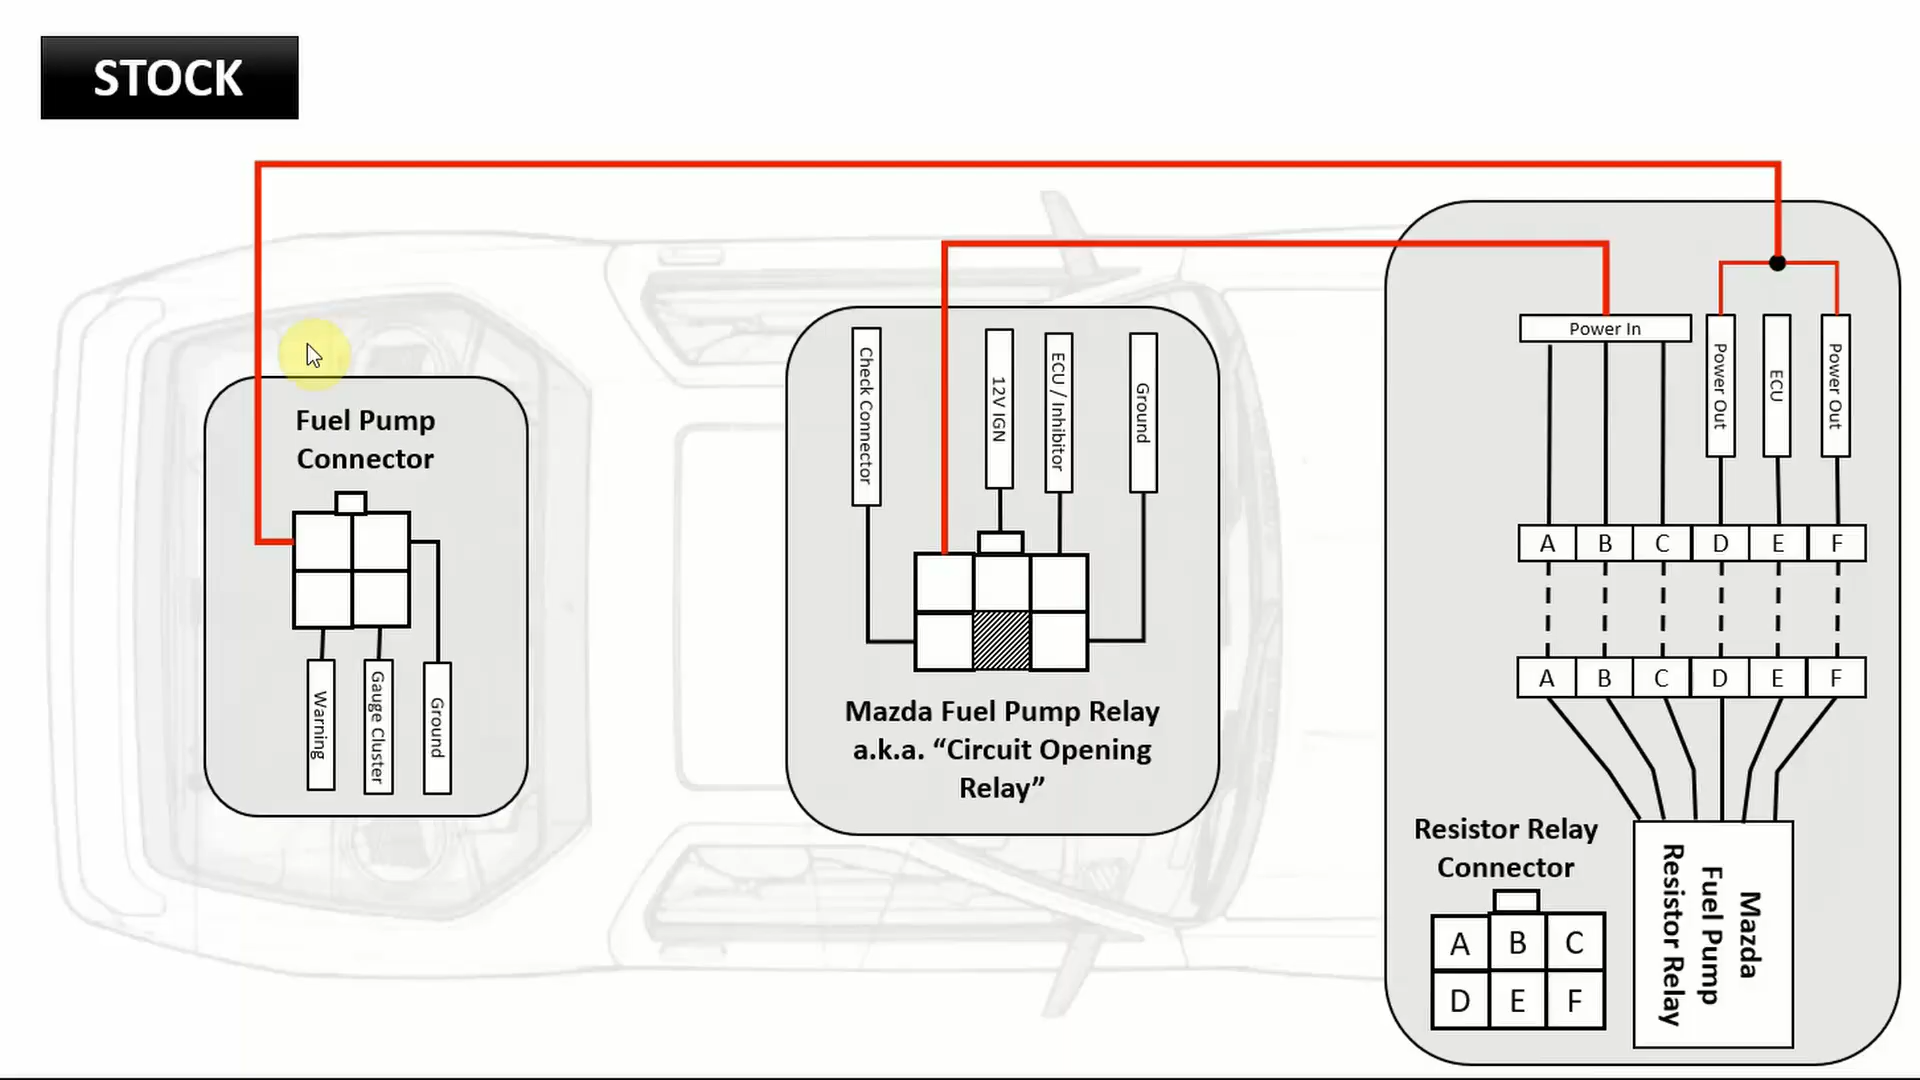 STOCK
Fuel Pump
Connector
Warning
Gauge Cluster
Ground
Check Connector
12V IGN
ECU / Inhibitor
Ground
Mazda Fuel Pump Relay
a.k.a. “Circuit Opening
Relay”
Power In
Power Out
ECU
Power Out
A B C D E F
A B C D E F
Resistor Relay
Connector
A B C
D E F
Mazda
Fuel Pump
Resistor Relay